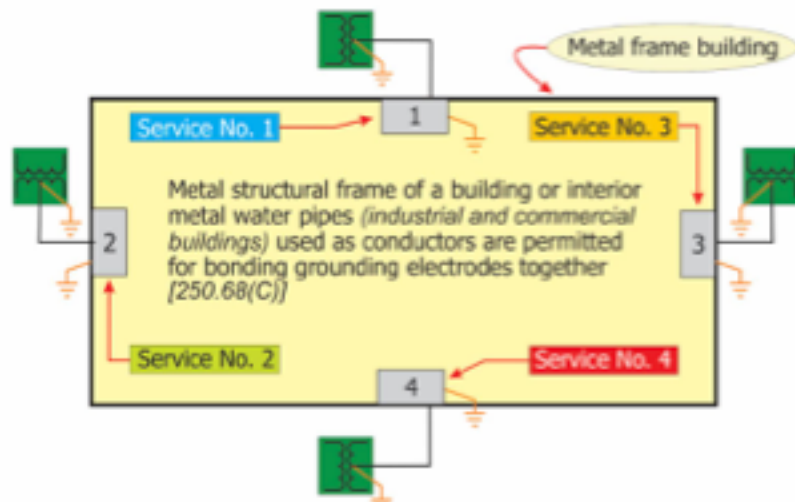 Metal frame building
Service No. 1
1
Service No. 3
Metal structural frame of a building or interior
metal water pipes (industrial and commercial
buildings) used as conductors are permitted
for bonding grounding electrodes together
[250.68(C)]
2
3
Service No. 2
Service No. 4
4